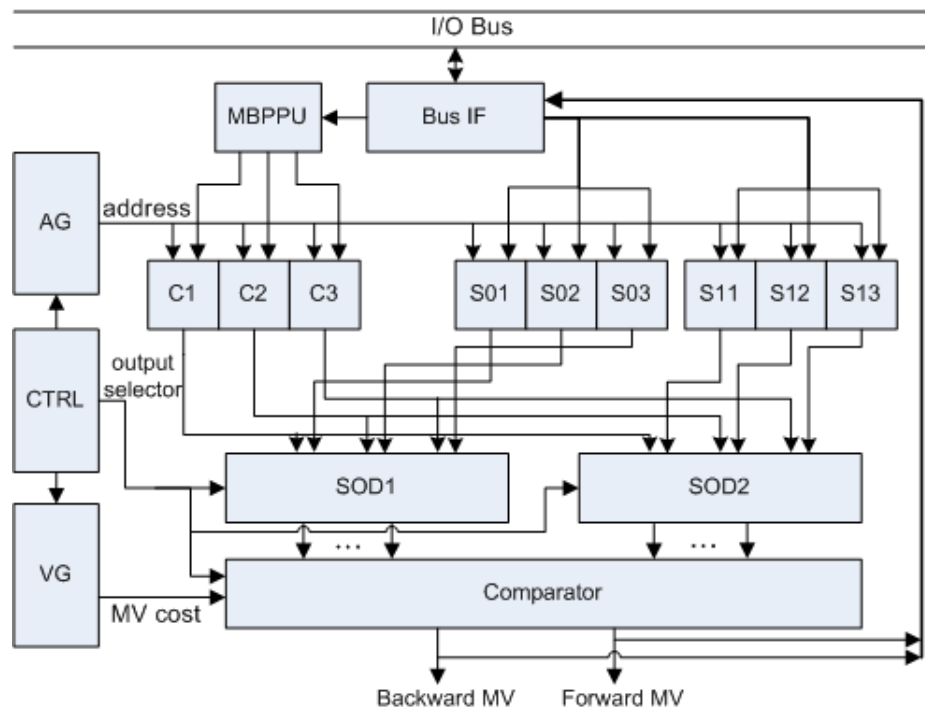 I/O Bus
MBPPU
Bus IF
AG
address
C1
C2
C3
S01
S02
S03
S11
S12
S13
CTRL
output
selector
SOD1
SOD2
...
...
VG
MV cost
Comparator
Backward MV
Forward MV